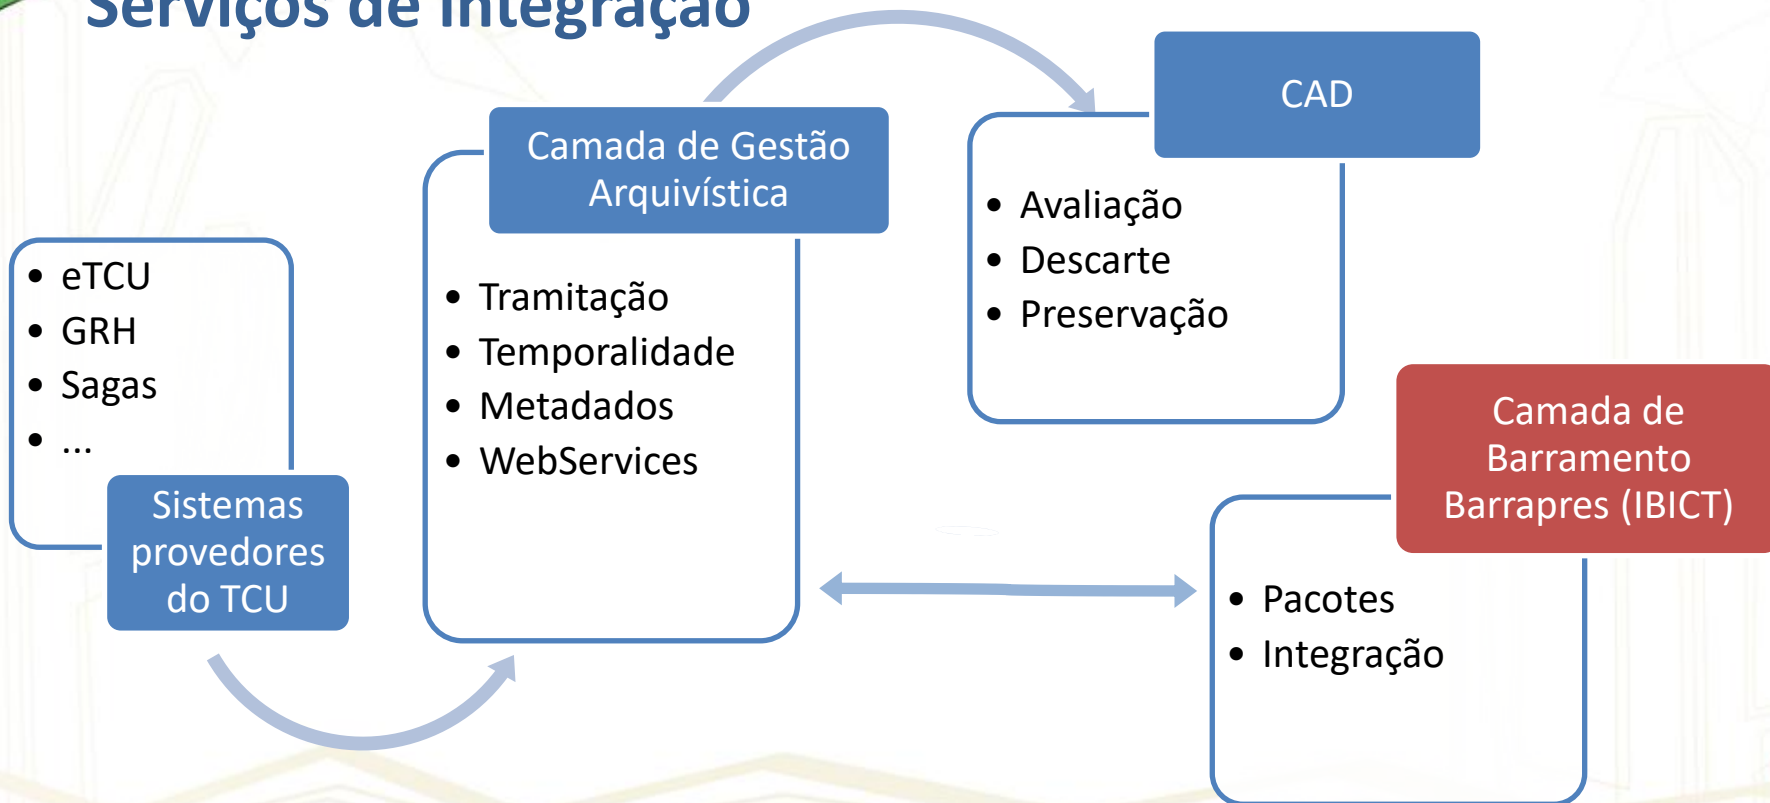 Serviços de Integração
• eTCU
• GRH
• Sagas
• ...
Sistemas
provedores
do TCU
Camada de Gestão
Arquivística
• Tramitação
• Temporalidade
• Metadados
• WebServices
CAD
• Avaliação
• Descarte
• Preservação
Camada de
Barramento
Barrapres (IBICT)
• Pacotes
• Integração